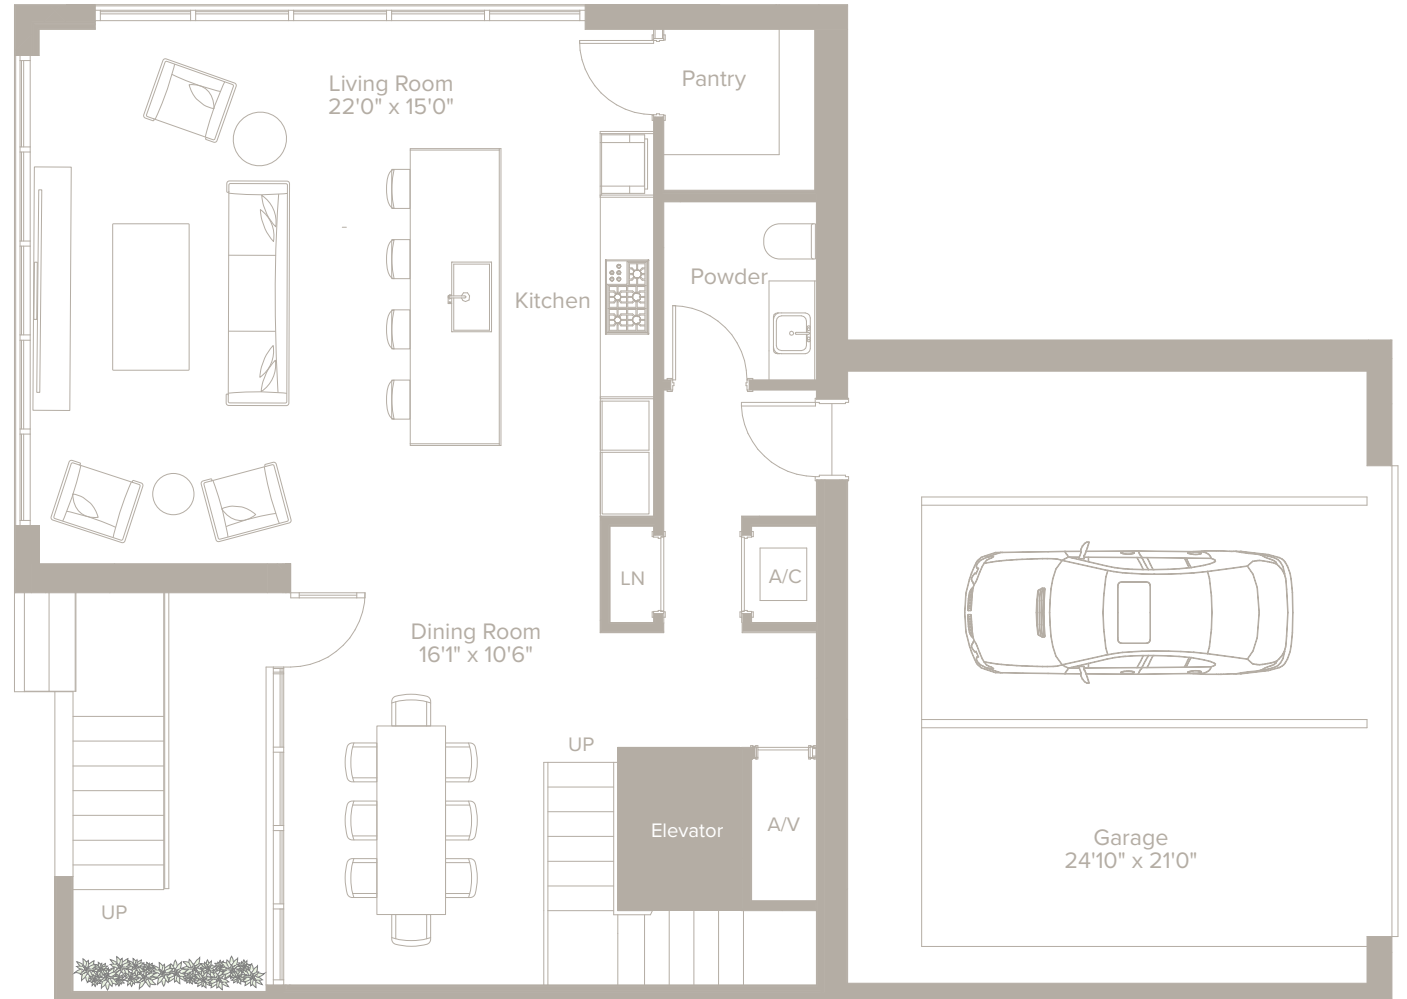 Living Room
22'0" x 15'0"
Pantry
Powder
Kitchen
LN
A/C
Dining Room
16'1" x 10'6"
UP
Elevator
A/V
Garage
24'10" x 21'0"
UP